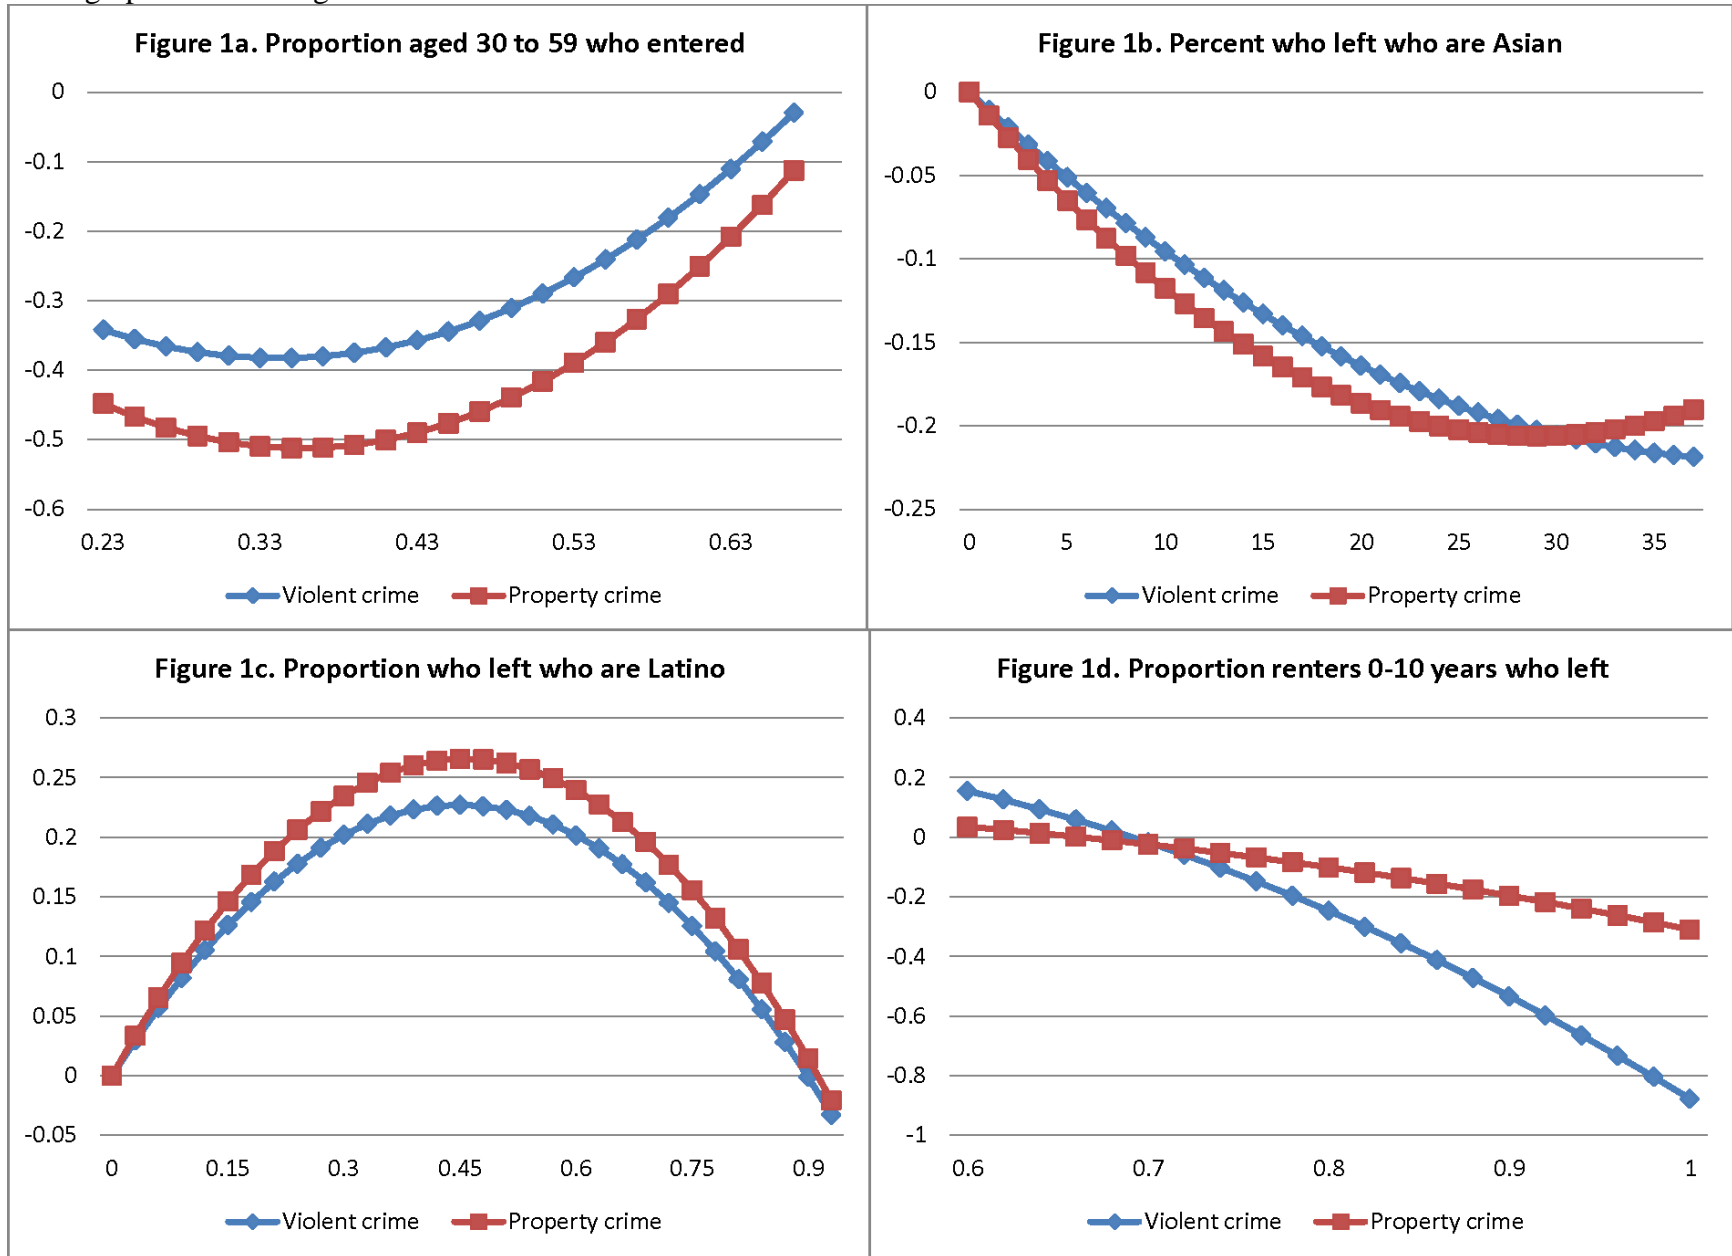 Figure 1a. Proportion aged 30 to 59 who entered
0
-0.1
-0.2
-0.3
-0.4
-0.5
-0.6
0.23 0.33 0.43 0.53 0.63
Violent crime Property crime
Figure 1b. Percent who left who are Asian
0
-0.05
-0.1
-0.15
-0.2
-0.25
0 5 10 15 20 25 30 35
Violent crime Property crime
Figure 1c. Proportion who left who are Latino
0.3
0.25
0.2
0.15
0.1
0.05
0
-0.05
0 0.15 0.3 0.45 0.6 0.75 0.9
Violent crime Property crime
Figure 1d. Proportion renters 0-10 years who left
0.4
0.2
0
-0.2
-0.4
-0.6
-0.8
-1
0.6 0.7 0.8 0.9 1
Violent crime Property crime